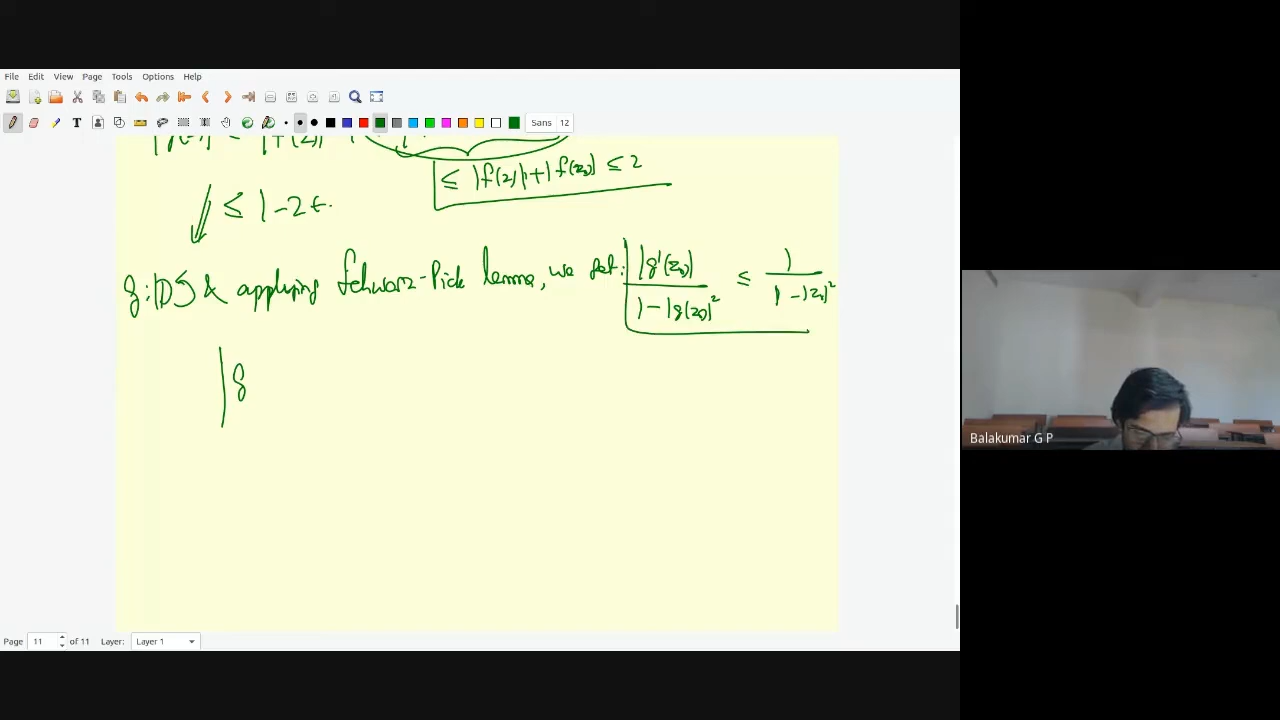 File Edit View Page Tools Options Help
Sans 12
≤ |f(z)|+|f(z₀)| ≤ 2
≤ 1-2+.
g: 𝔻↺ & applying Schwarz-Pick lemma, we get: |g'(z₀)| / (1-|g(z₀)|²) ≤ 1 / (1-|z₀|²)
|g
Balakumar G P
Page 11 of 11 Layer: Layer 1